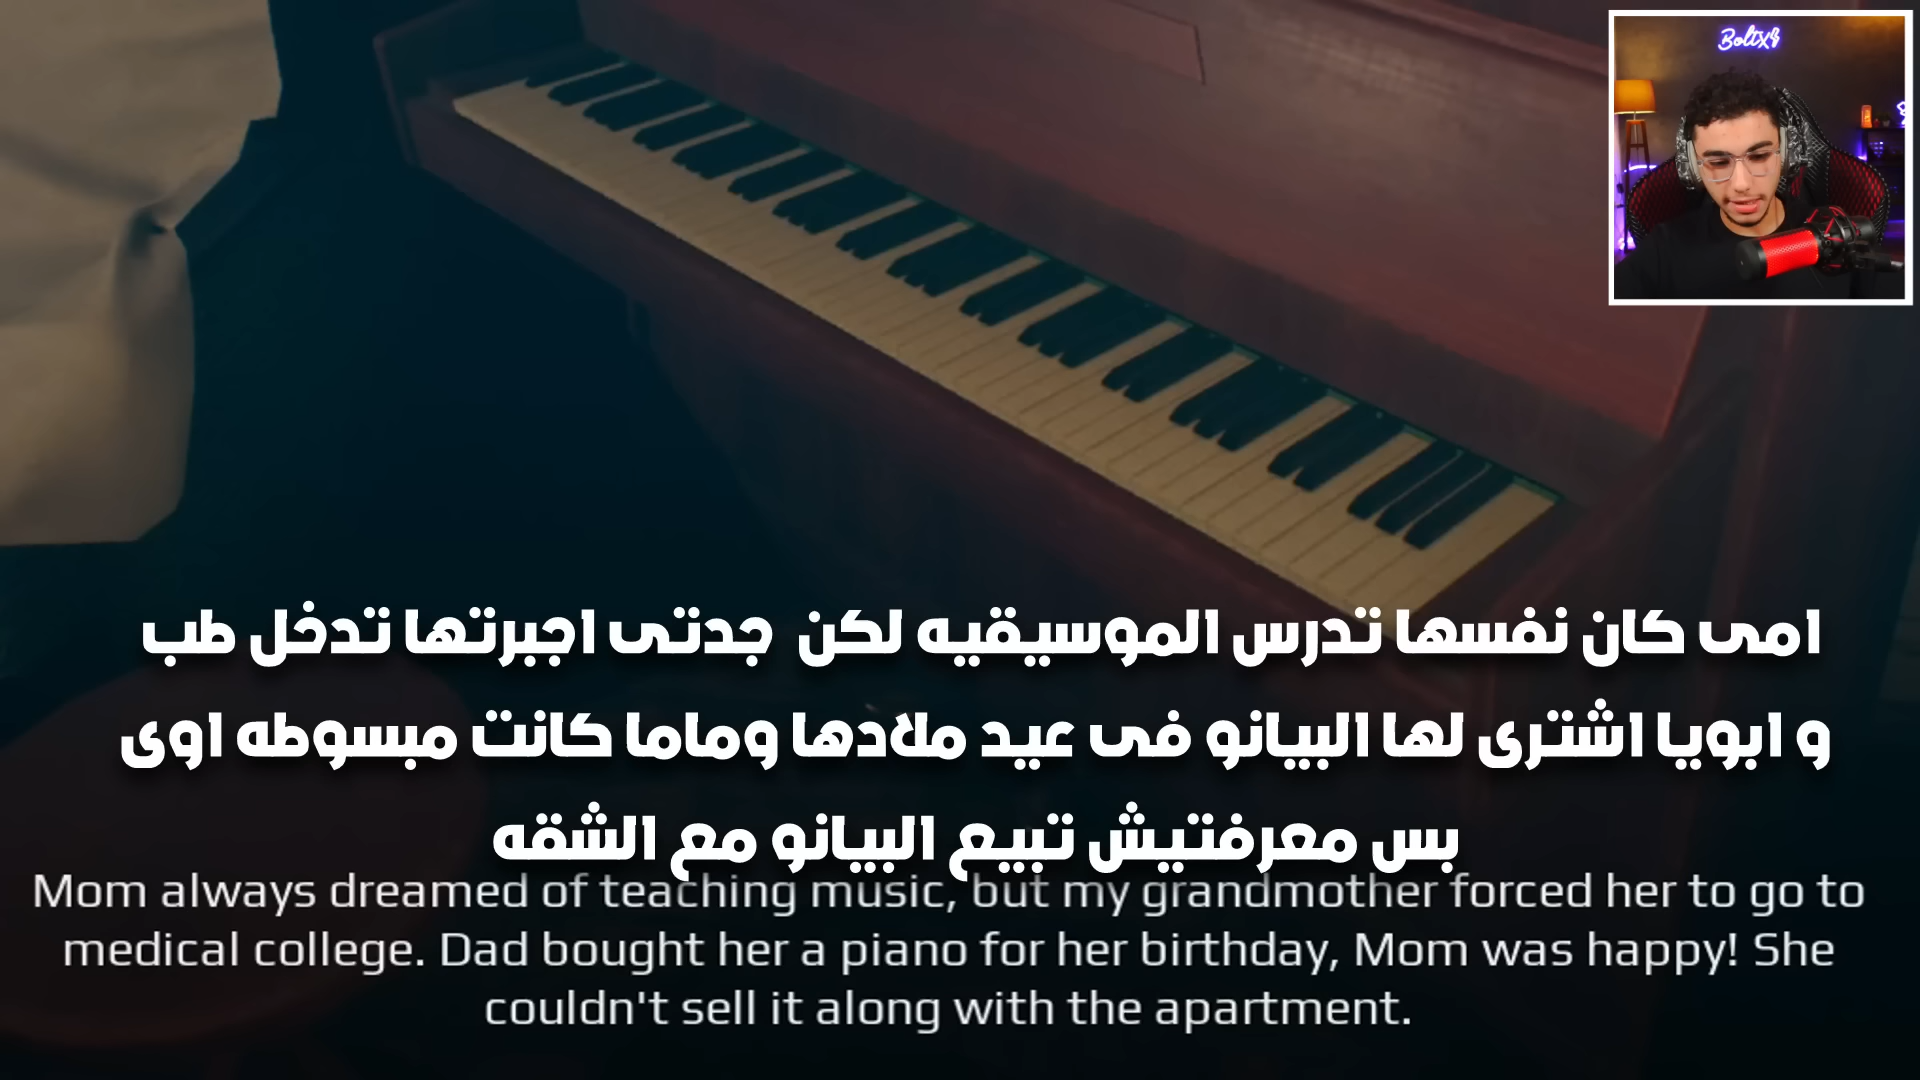 Boltx8
امى كان نفسها تدرس الموسيقيه لكن جدتى اجبرتها تدخل طب
و ابويا اشترى لها البيانو فى عيد ملادها وماما كانت مبسوطه اوى
بس معرفتيش تبيع البيانو مع الشقه
Mom always dreamed of teaching music, but my grandmother forced her to go to
medical college. Dad bought her a piano for her birthday, Mom was happy! She
couldn't sell it along with the apartment.